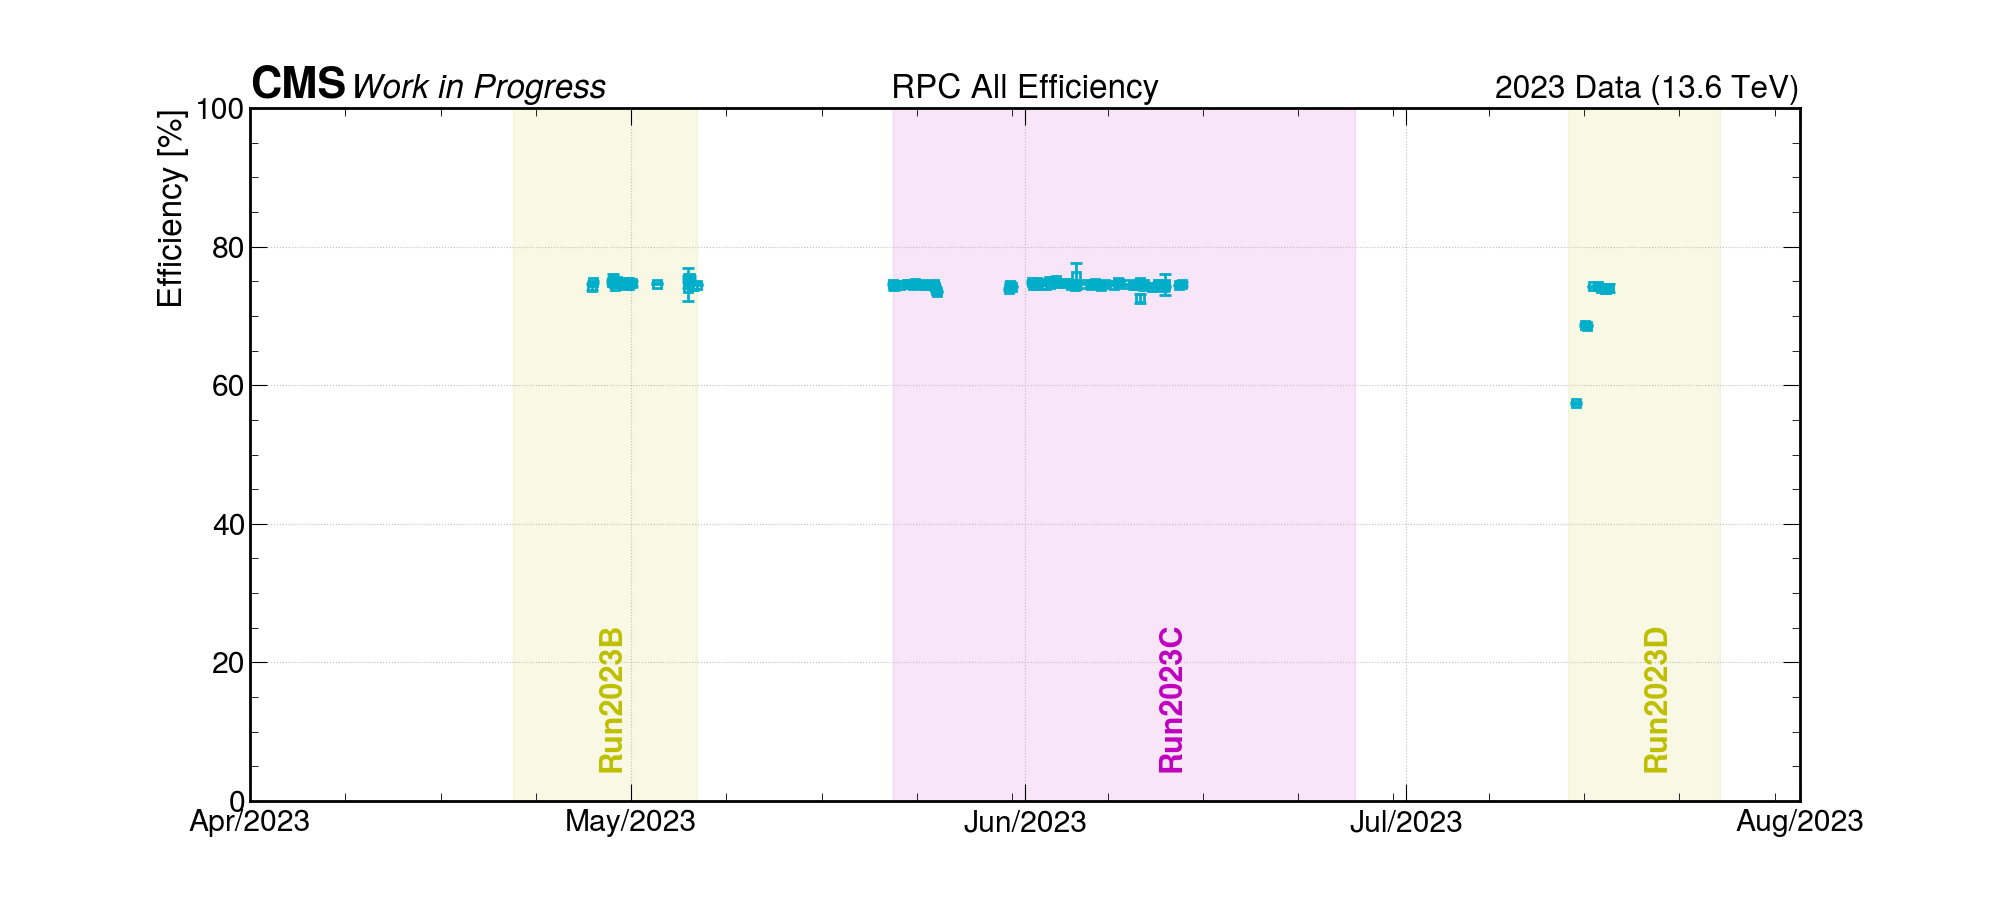 CMS Work in Progress RPC All Efficiency 2023 Data (13.6 TeV)
Efficiency [%]
100
80
60
40
20
0
Run2023B
Run2023C
Run2023D
Apr/2023 May/2023 Jun/2023 Jul/2023 Aug/2023